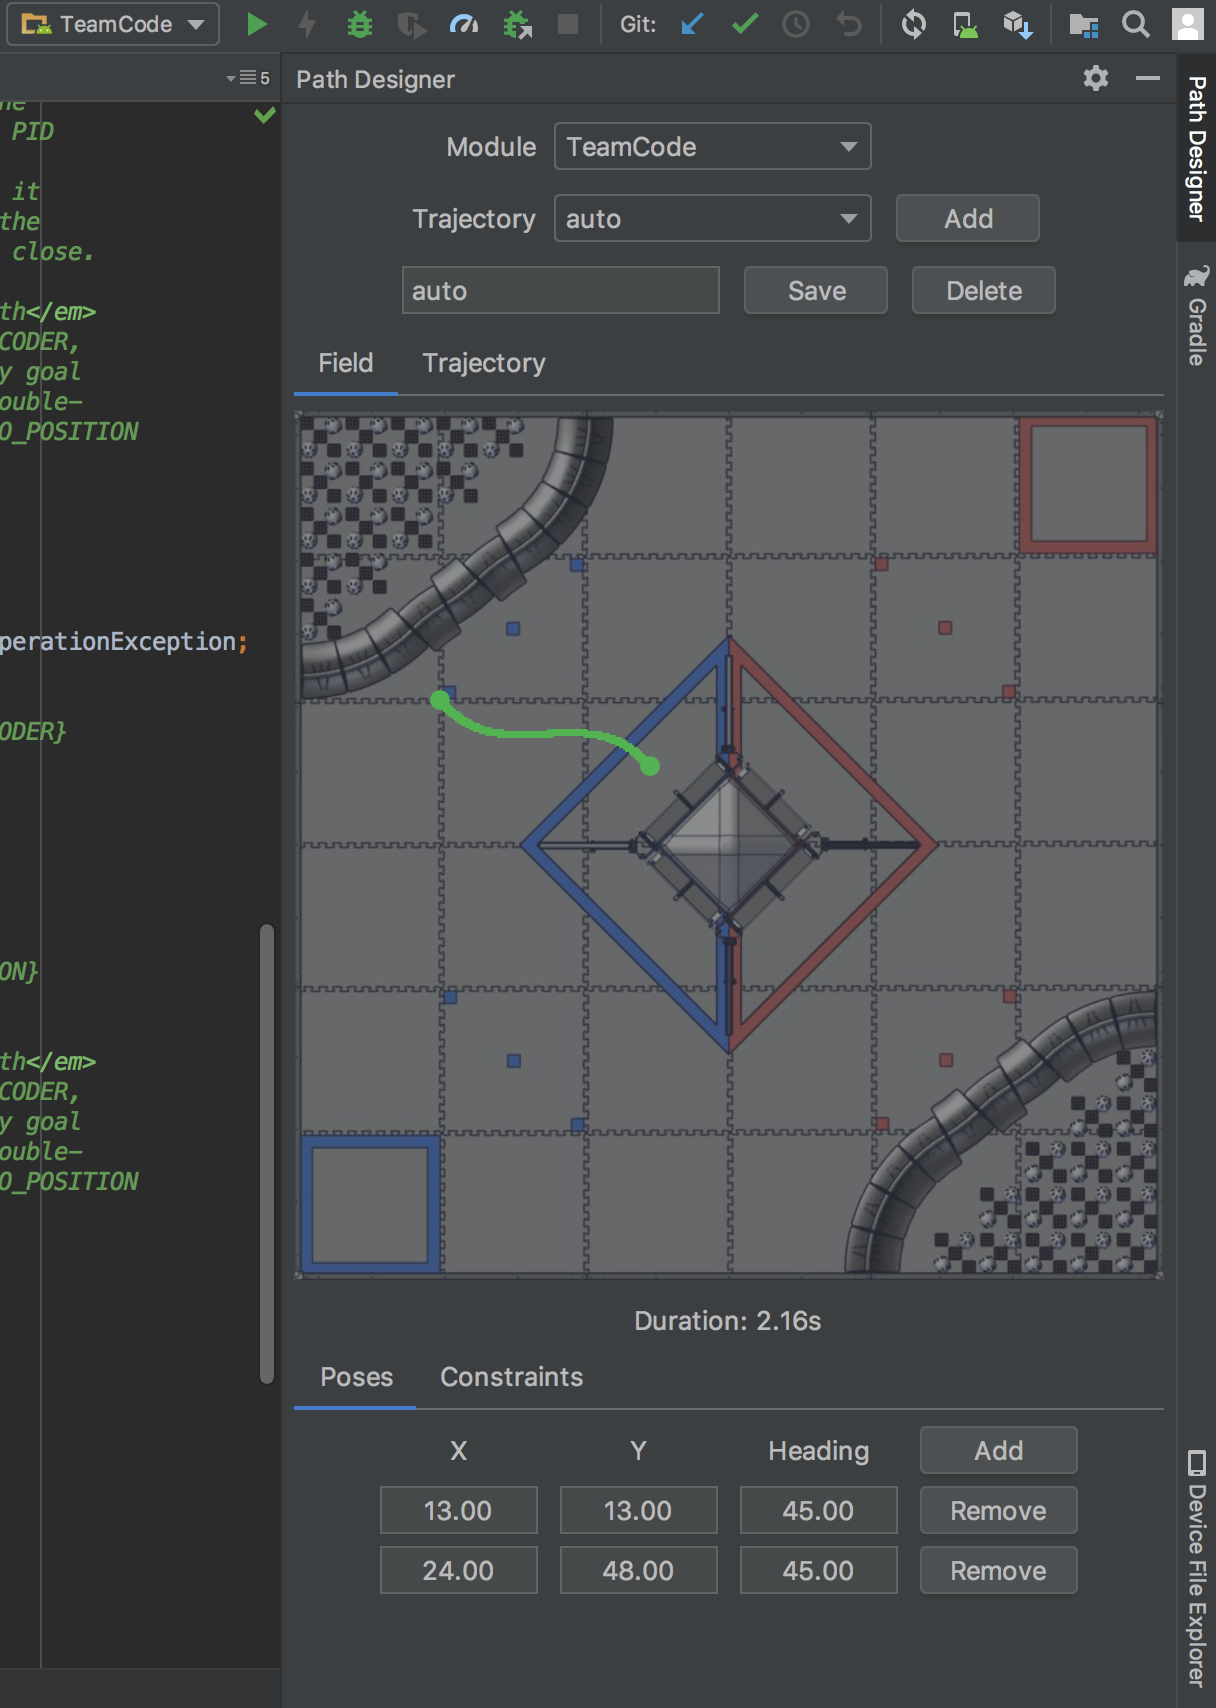 TeamCode
Git:
5
Path Designer
PID
it
the
close.
th</em>
CODER,
y goal
ouble-
O_POSITION
perationException;
ODER}
ON}
th</em>
CODER,
y goal
ouble-
O_POSITION
Module
TeamCode
Trajectory
auto
Add
auto
Save
Delete
Field
Trajectory
Duration: 2.16s
Poses
Constraints
X
Y
Heading
Add
13.00
13.00
45.00
Remove
24.00
48.00
45.00
Remove
Path Designer
Gradle
Device File Explorer